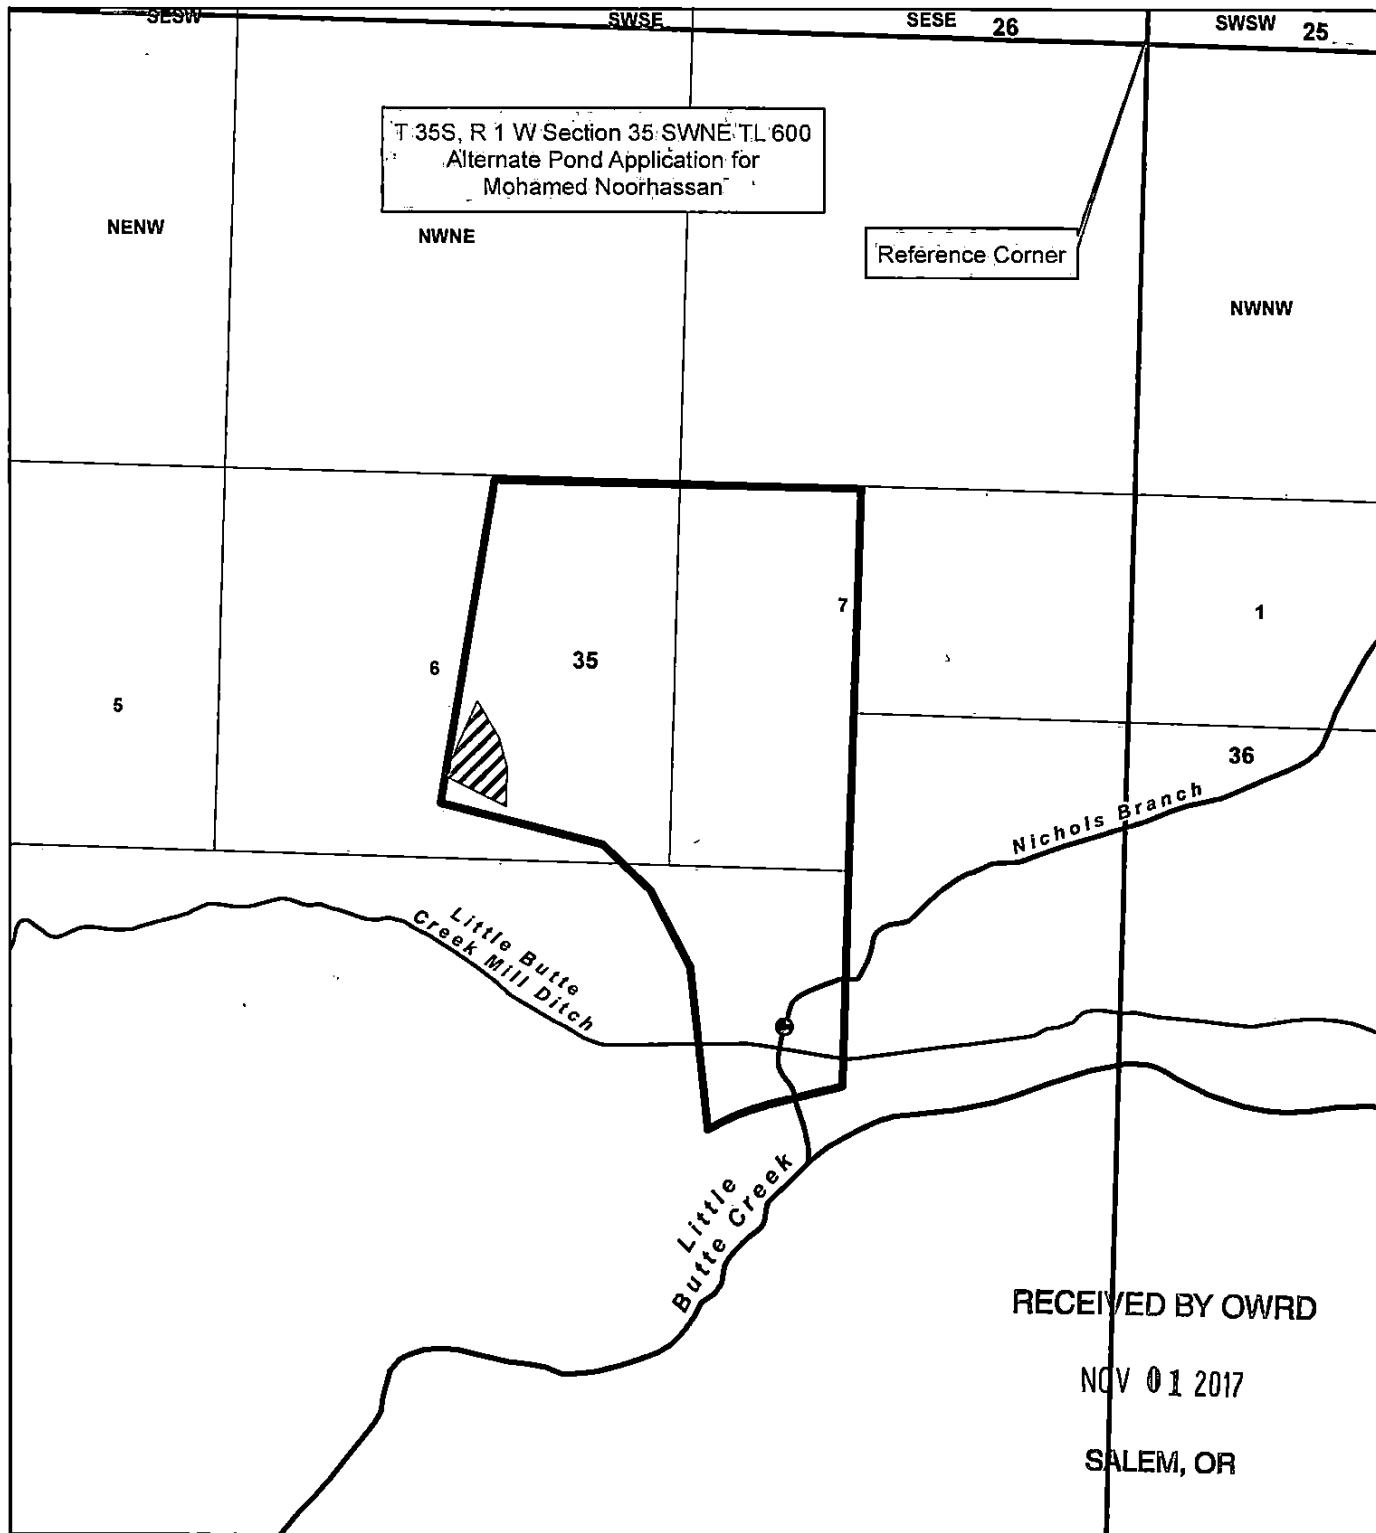 SESW
SWSE
SESE
26
SWSW
25
T 35S, R 1 W Section 35 SWNE TL 600
Alternate Pond Application for
Mohamed Noorhassan
NENW
NWNE
Reference Corner
NWNW
7
1
6
35
5
36
Nichols Branch
Little Butte
Creek Mill Ditch
Little
Butte Creek
RECEIVED BY OWRD
NOV 01 2017
SALEM, OR